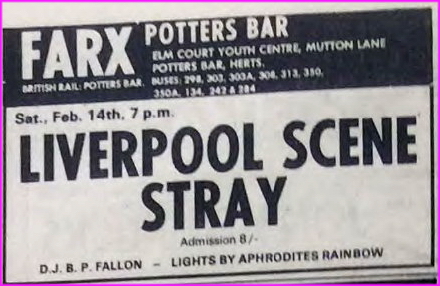 FARX POTTERS BAR
ELM COURT YOUTH CENTRE, MUTTON LANE
POTTERS BAR, HERTS.
BRITISH RAIL: POTTERS BAR. BUSES: 298, 303, 303A, 308, 313, 350,
350A, 134, 242 & 284
Sat., Feb. 14th, 7 p.m.
LIVERPOOL SCENE
STRAY
Admission 8/-
D.J. B. P. FALLON - LIGHTS BY APHRODITES RAINBOW